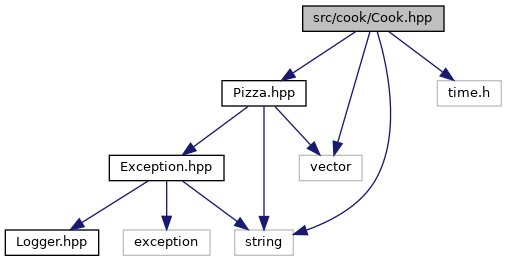 src/cook/Cook.hpp
Pizza.hpp
time.h
Exception.hpp
vector
Logger.hpp
exception
string